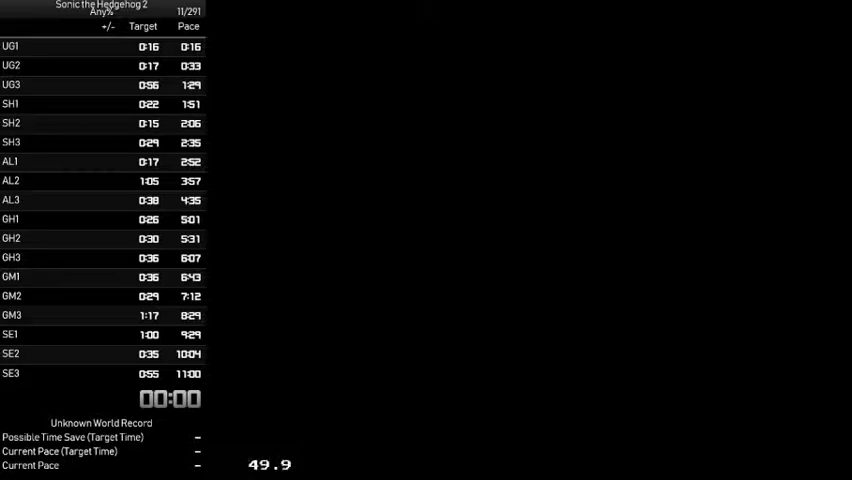 Sonic the Hedgehog 2
Any% 11/291
+/- Target Pace
UG1 0:16 0:16
UG2 0:17 0:33
UG3 0:56 1:29
SH1 0:22 1:51
SH2 0:15 2:06
SH3 0:29 2:35
AL1 0:17 2:52
AL2 1:05 3:57
AL3 0:38 4:35
GH1 0:26 5:01
GH2 0:30 5:31
GH3 0:36 6:07
GM1 0:36 6:43
GM2 0:29 7:12
GM3 1:17 8:29
SE1 1:00 9:29
SE2 0:35 10:04
SE3 0:55 11:00
00:00
Unknown World Record
Possible Time Save (Target Time) -
Current Pace (Target Time) -
Current Pace - 49.9